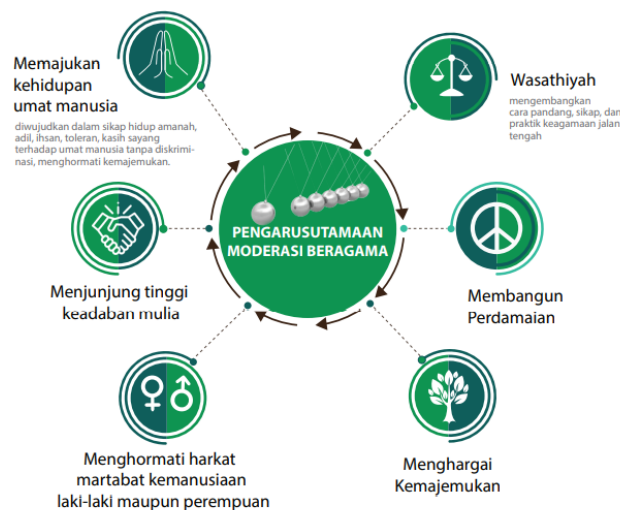 Memajukan
kehidupan
umat manusia
diwujudkan dalam sikap hidup amanah,
adil, ihsan, toleran, kasih sayang
terhadap umat manusia tanpa diskrimi-
nasi, menghormati kemajemukan.
Wasathiyah
mengembangkan
cara pandang, sikap, dan
praktik keagamaan jalan
tengah
PENGARUSUTAMAAN
MODERASI BERAGAMA
Menjunjung tinggi
keadaban mulia
Membangun
Perdamaian
Menghormati harkat
martabat kemanusiaan
laki-laki maupun perempuan
Menghargai
Kemajemukan